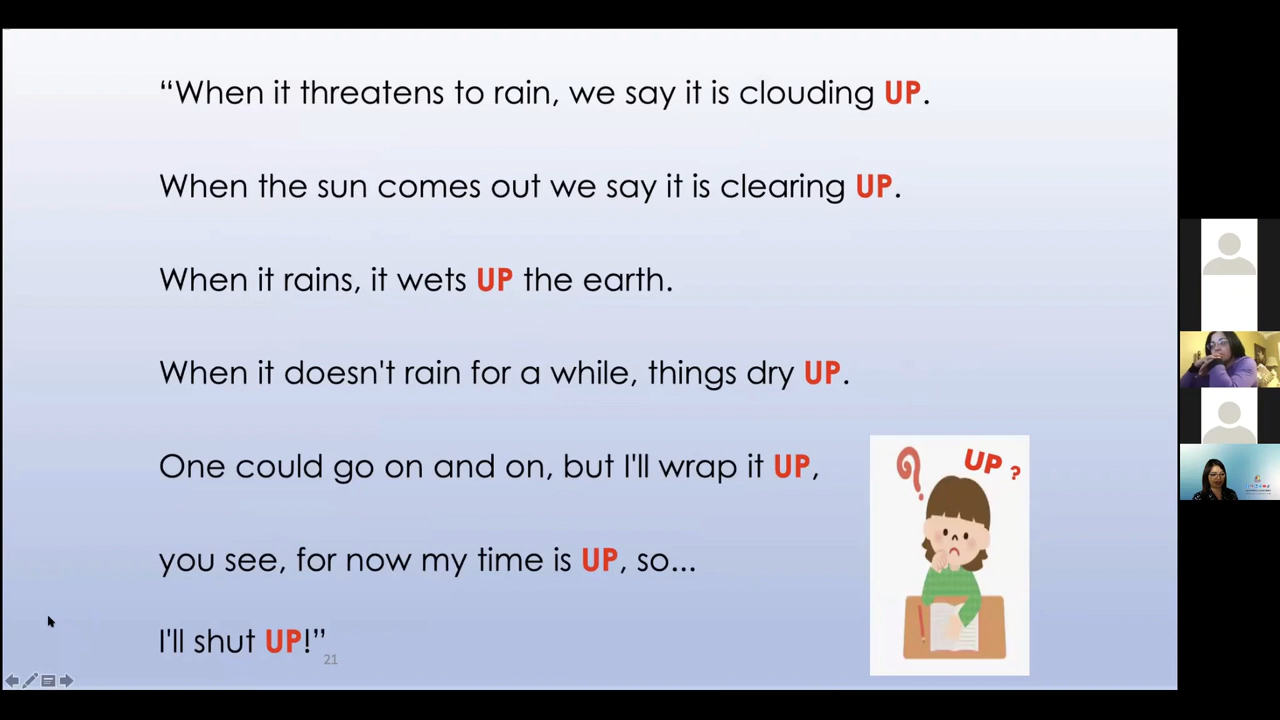 “When it threatens to rain, we say it is clouding UP.
When the sun comes out we say it is clearing UP.
When it rains, it wets UP the earth.
When it doesn't rain for a while, things dry UP.
One could go on and on, but I'll wrap it UP,
you see, for now my time is UP, so...
I'll shut UP!”
21
? UP ?